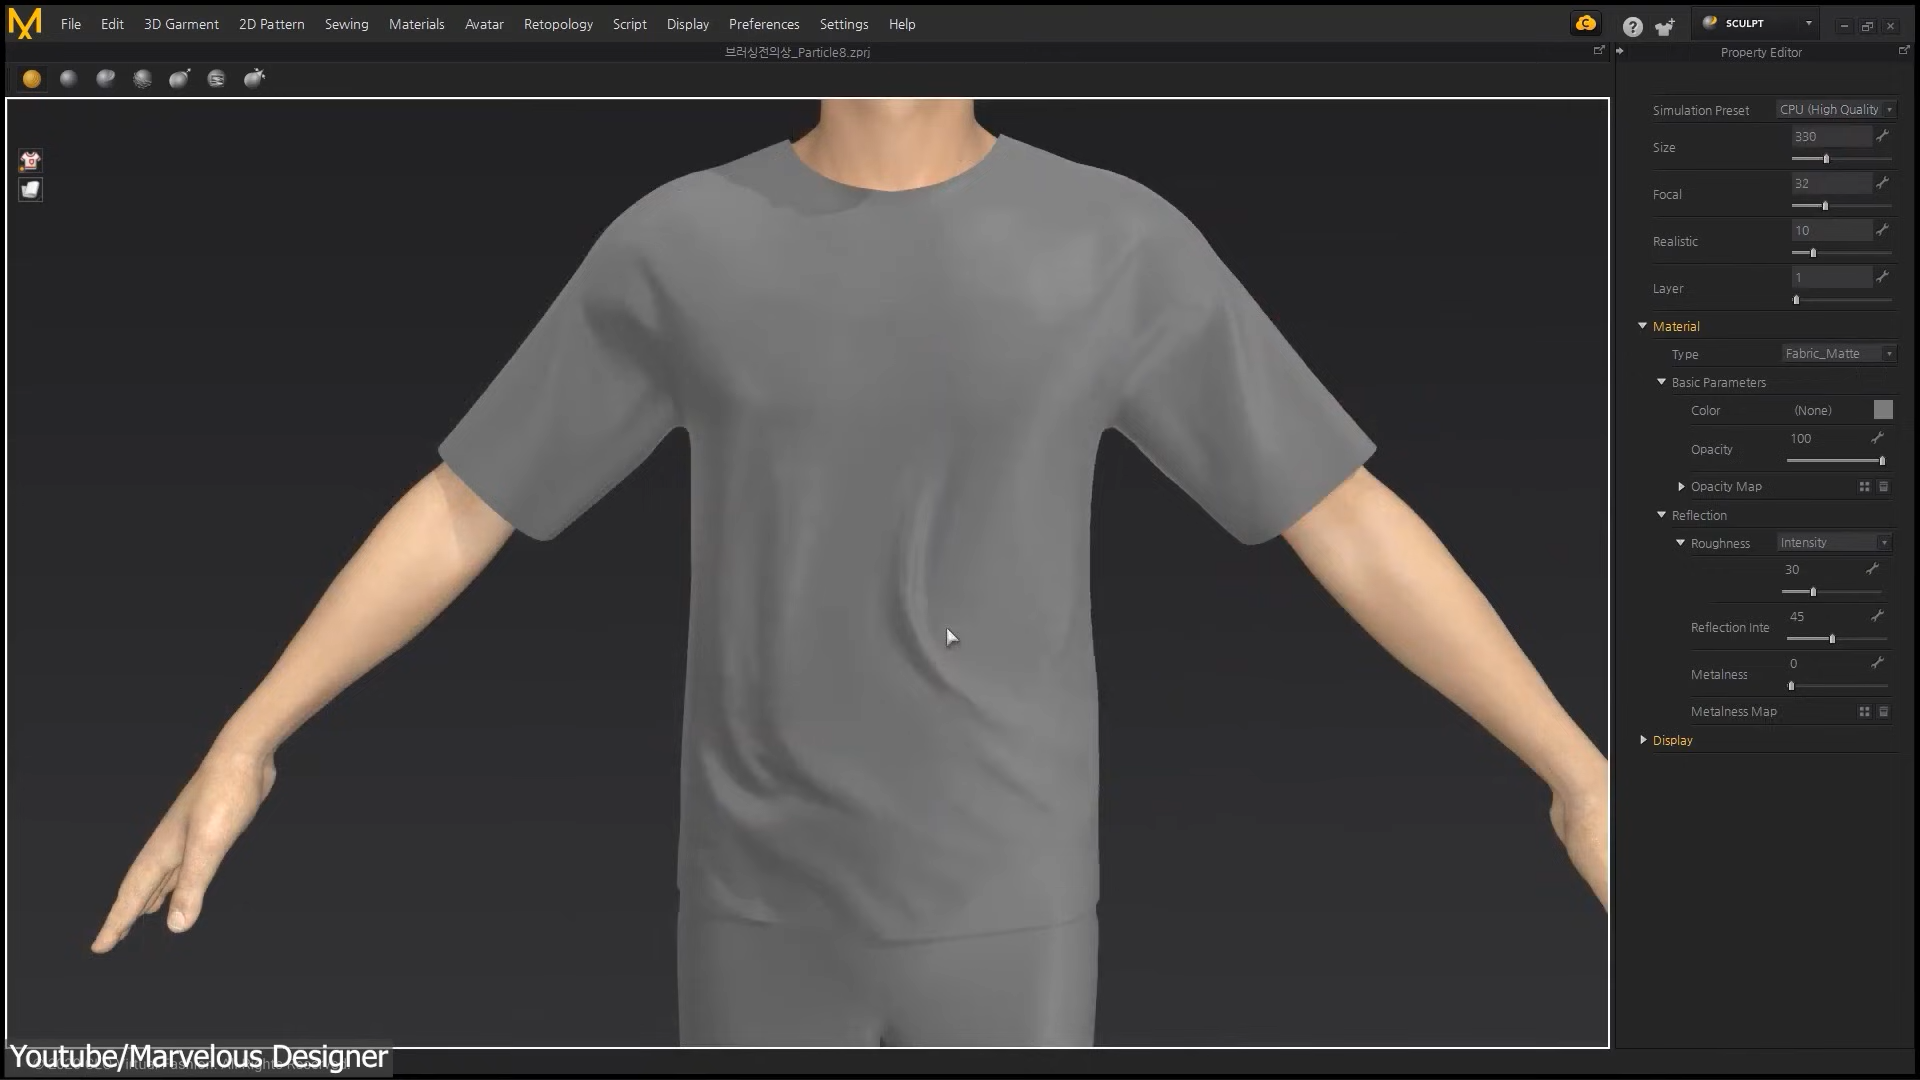 File Edit 3D Garment 2D Pattern Sewing Materials Avatar Retopology Script Display Preferences Settings Help
SCULPT
브러싱전의상_Particle8.zprj
Property Editor
Simulation Preset CPU (High Quality
Size 330
Focal 32
Realistic 10
Layer 1
Material
Type Fabric_Matte
Basic Parameters
Color (None)
Opacity 100
Opacity Map
Reflection
Roughness Intensity
30
Reflection Inte 45
Metalness 0
Metalness Map
Display
Youtube/Marvelous Designer